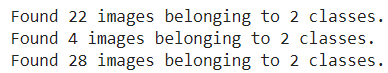 Found 22 images belonging to 2 classes.
Found 4 images belonging to 2 classes.
Found 28 images belonging to 2 classes.